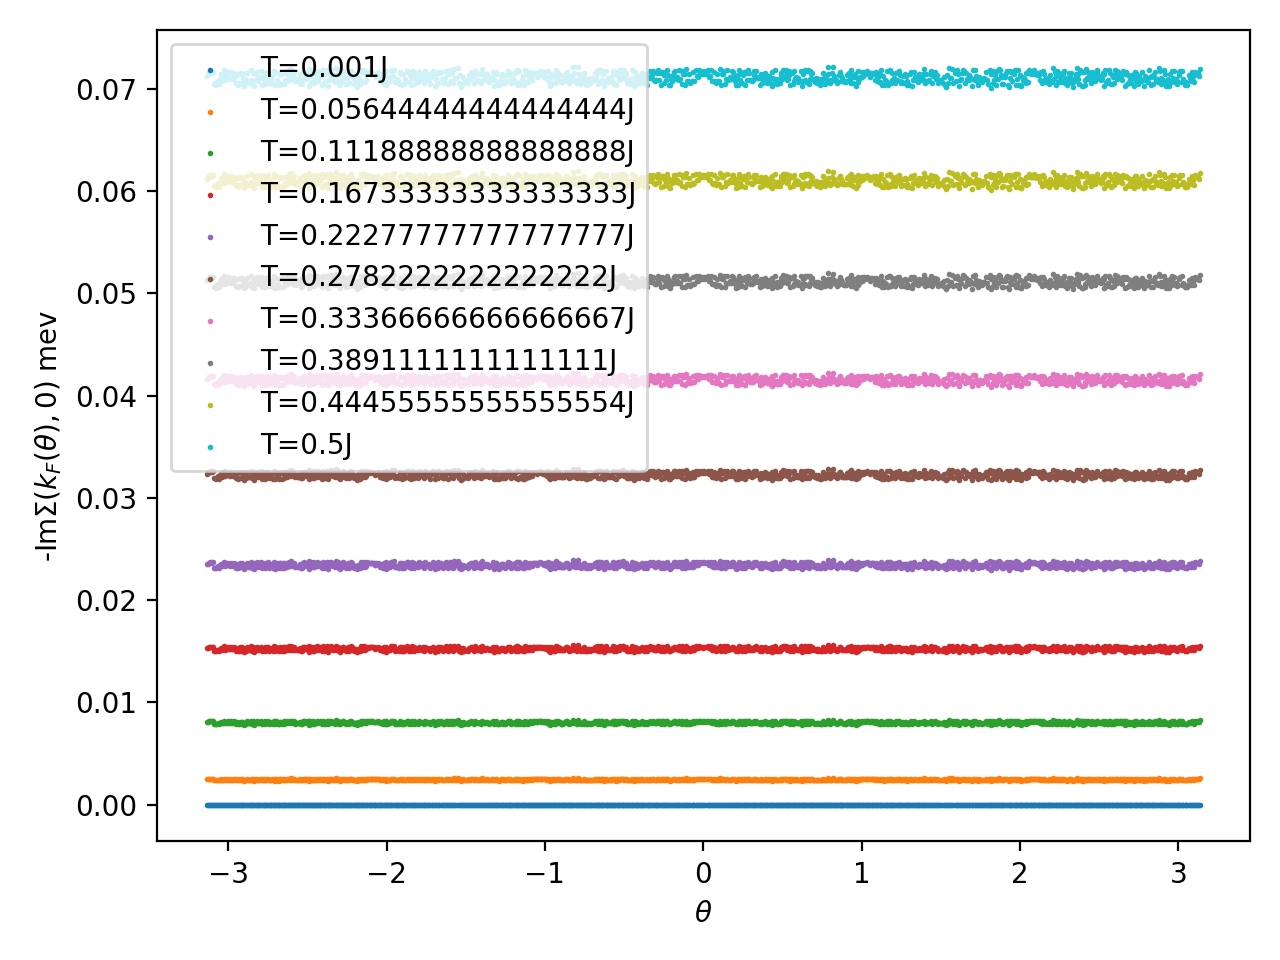 0.07
0.06
0.05
0.04
0.03
0.02
0.01
0.00
-ImΣ(k_F(θ), 0) mev
T=0.001J
T=0.05644444444444444J
T=0.11188888888888888J
T=0.16733333333333333J
T=0.22277777777777777J
T=0.2782222222222222J
T=0.33366666666666667J
T=0.3891111111111111J
T=0.44455555555555554J
T=0.5J
−3 −2 −1 0 1 2 3
θ